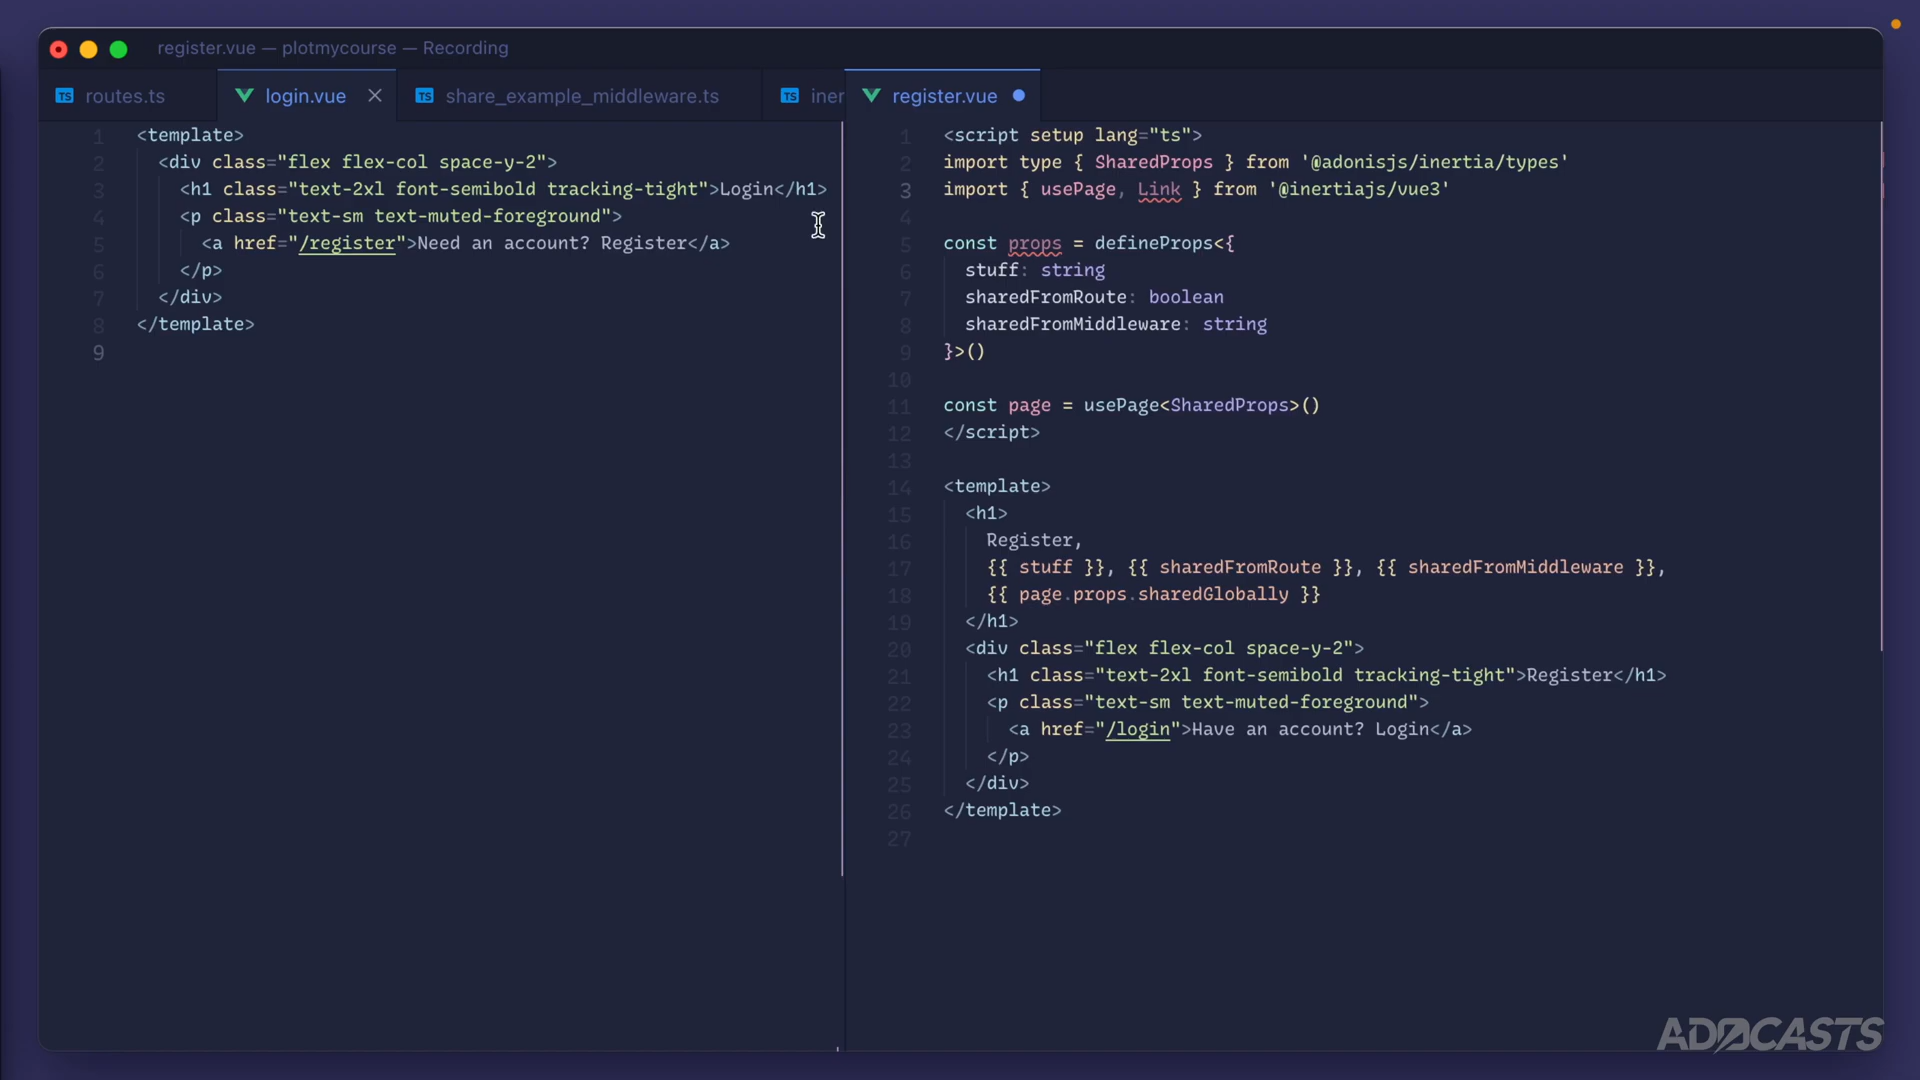 register.vue — plotmycourse — Recording
routes.ts
login.vue
share_example_middleware.ts
iner
register.vue
1 <template>
2 <div class="flex flex-col space-y-2">
3 <h1 class="text-2xl font-semibold tracking-tight">Login</h1>
4 <p class="text-sm text-muted-foreground">
5 <a href="/register">Need an account? Register</a>
6 </p>
7 </div>
8 </template>
9
1 <script setup lang="ts">
2 import type { SharedProps } from '@adonisjs/inertia/types'
3 import { usePage, Link } from '@inertiajs/vue3'
4
5 const props = defineProps<{
6 stuff: string
7 sharedFromRoute: boolean
8 sharedFromMiddleware: string
9 }>()
10
11 const page = usePage<SharedProps>()
12 </script>
13
14 <template>
15 <h1>
16 Register,
17 {{ stuff }}, {{ sharedFromRoute }}, {{ sharedFromMiddleware }},
18 {{ page.props.sharedGlobally }}
19 </h1>
20 <div class="flex flex-col space-y-2">
21 <h1 class="text-2xl font-semibold tracking-tight">Register</h1>
22 <p class="text-sm text-muted-foreground">
23 <a href="/login">Have an account? Login</a>
24 </p>
25 </div>
26 </template>
27
ADOCASTS